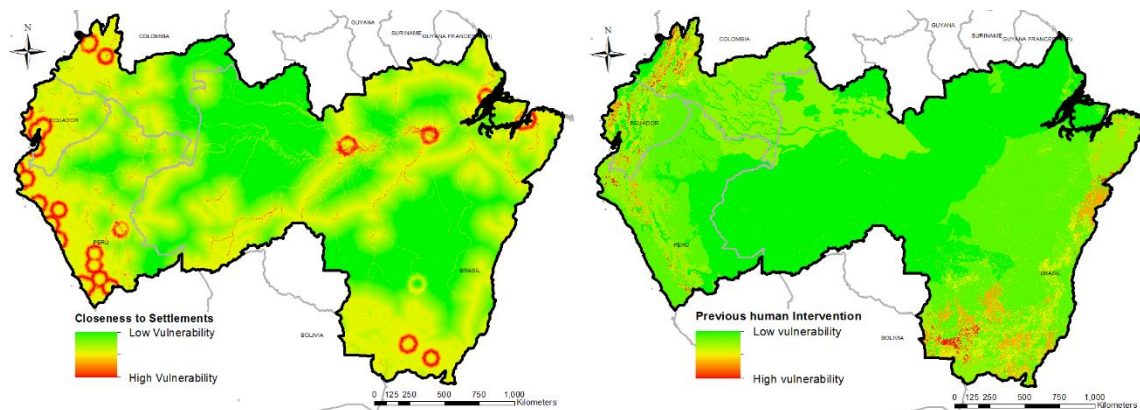 N
COLOMBIA
GUYANA
SURINAME
GUYANA FRANCESA (FR)
ECUADOR
PERU
BRASIL
BOLIVIA
Closeness to Settlements
Low Vulnerability
High Vulnerability
0 125 250 500 750 1,000
Kilometers
N
COLOMBIA
GUYANA
SURINAME
GUYANA FRANCESA (FR)
ECUADOR
PERU
BRASIL
BOLIVIA
Previous human Intervention
Low vulnerability
High vulnerability
0 125 250 500 750 1,000
Kilometers